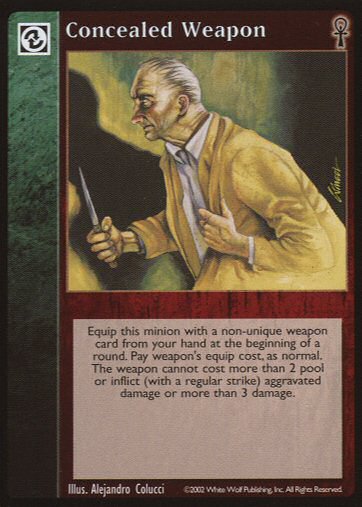 Concealed Weapon
Equip this minion with a non-unique weapon
card from your hand at the beginning of a
round. Pay weapon's equip cost, as normal.
The weapon cannot cost more than 2 pool
or inflict (with a regular strike) aggravated
damage or more than 3 damage.
Illus. Alejandro Colucci ©2002 White Wolf Publishing, Inc. All Rights Reserved.